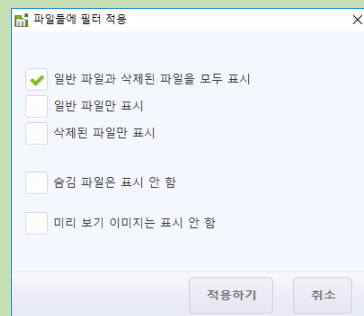 파일들에 필터 적용
일반 파일과 삭제된 파일을 모두 표시
일반 파일만 표시
삭제된 파일만 표시
숨김 파일은 표시 안 함
미리 보기 이미지는 표시 안 함
적용하기
취소